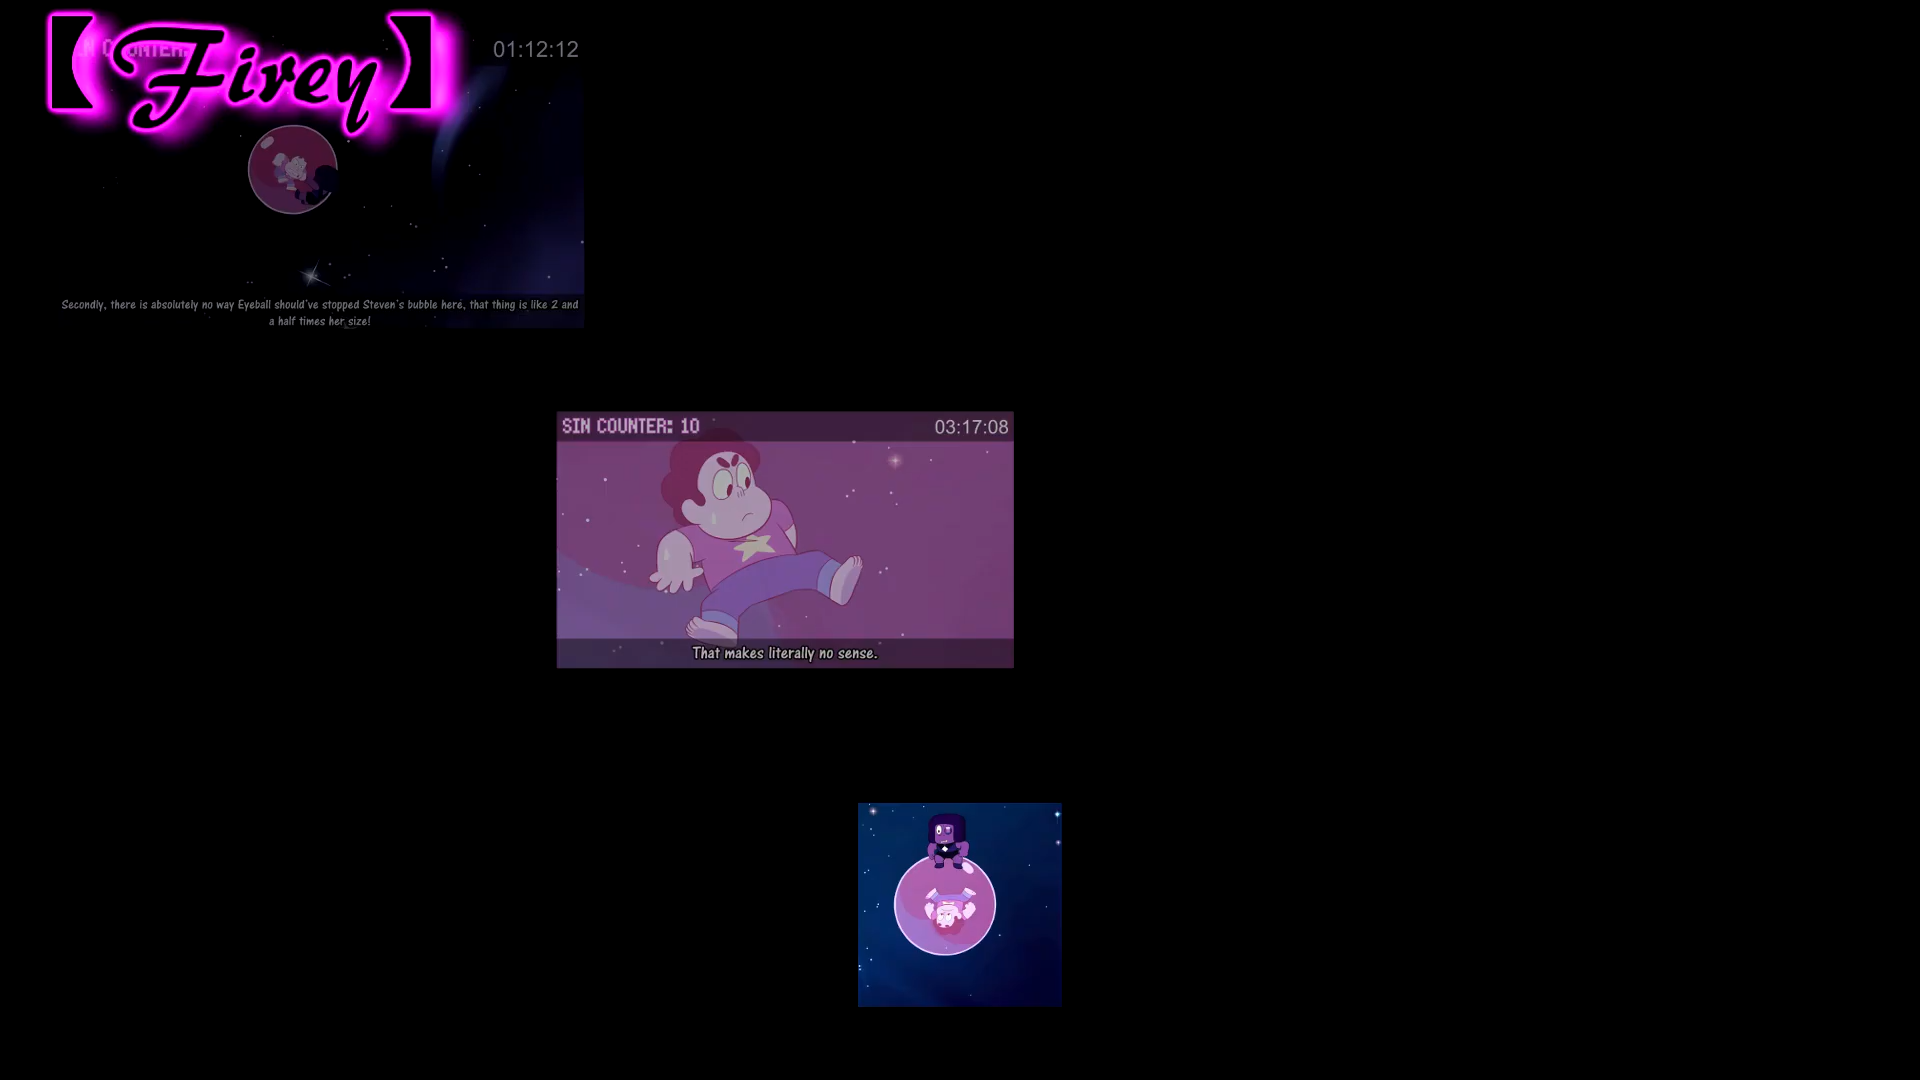 【Firey】
01:12:12
Secondly, there is absolutely no way Eyeball should've stopped Steven's bubble here, that thing is like 2 and
a half times her size!
SIN COUNTER: 10
03:17:08
That makes literally no sense.